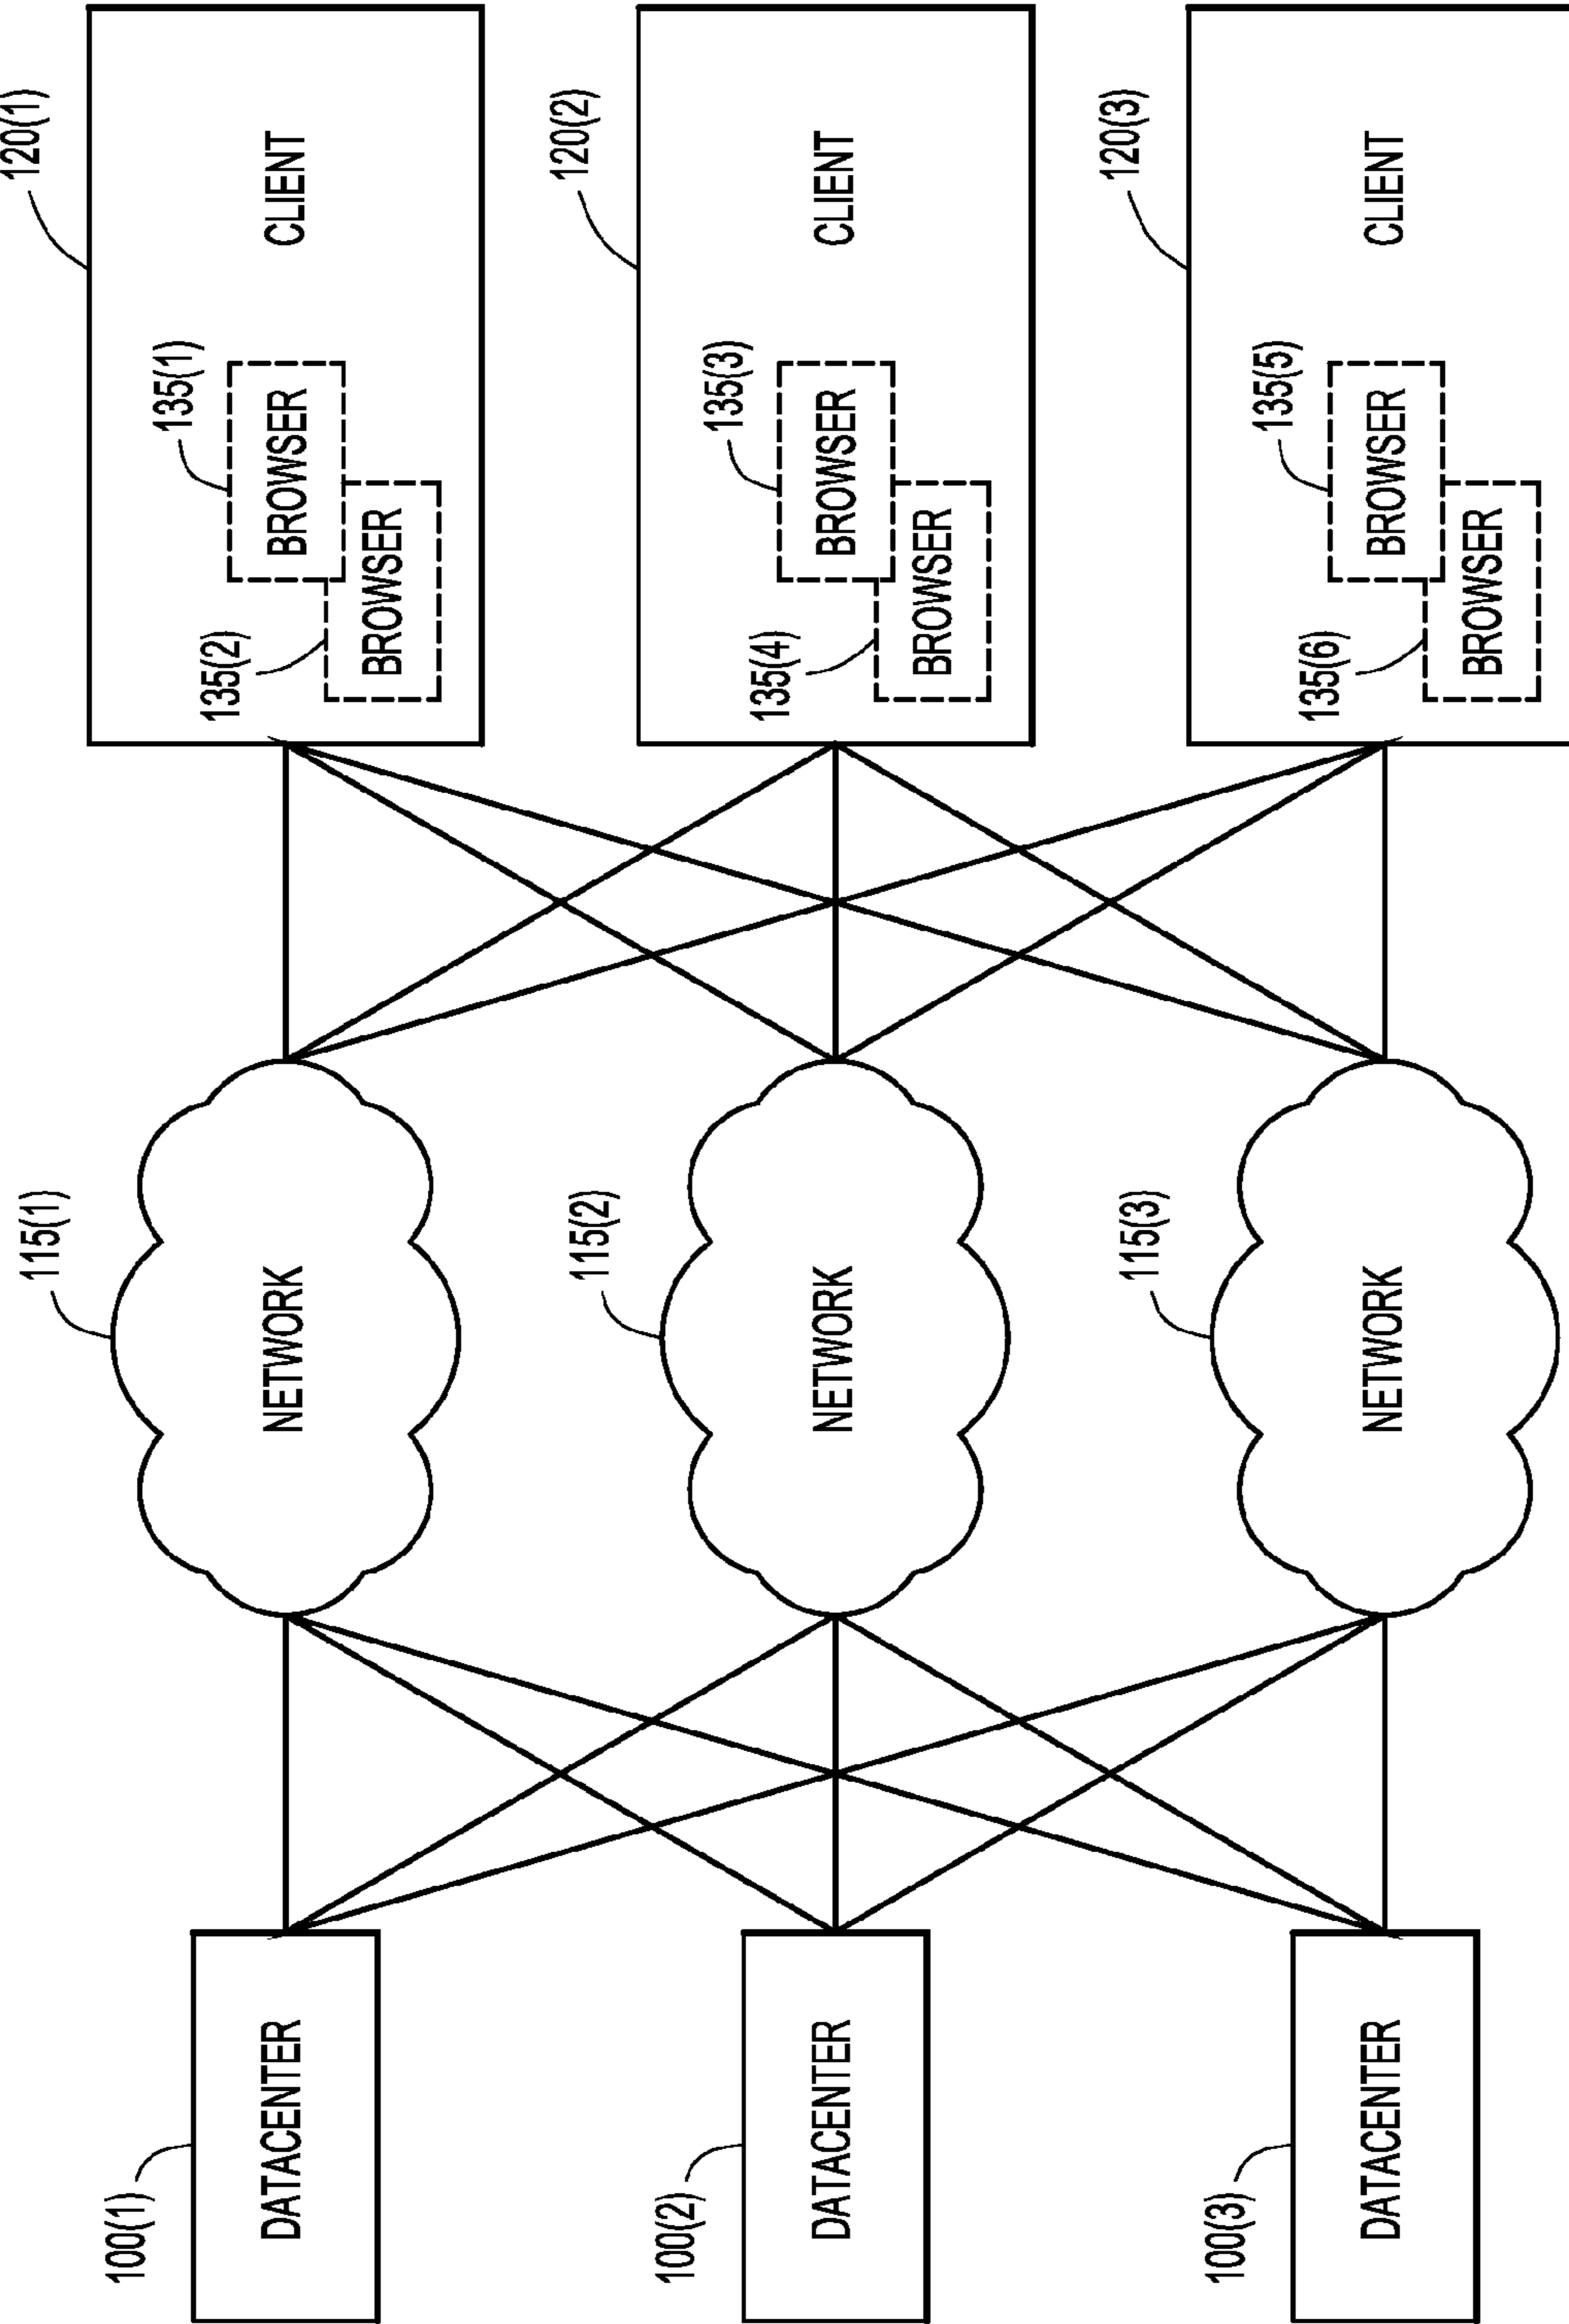 100(1)
DATACENTER
115(1)
NETWORK
120(1)
135(1)
BROWSER
135(2)
BROWSER
CLIENT
100(2)
DATACENTER
115(2)
NETWORK
120(2)
135(3)
BROWSER
135(4)
BROWSER
CLIENT
100(3)
DATACENTER
115(3)
NETWORK
120(3)
135(5)
BROWSER
135(6)
BROWSER
CLIENT